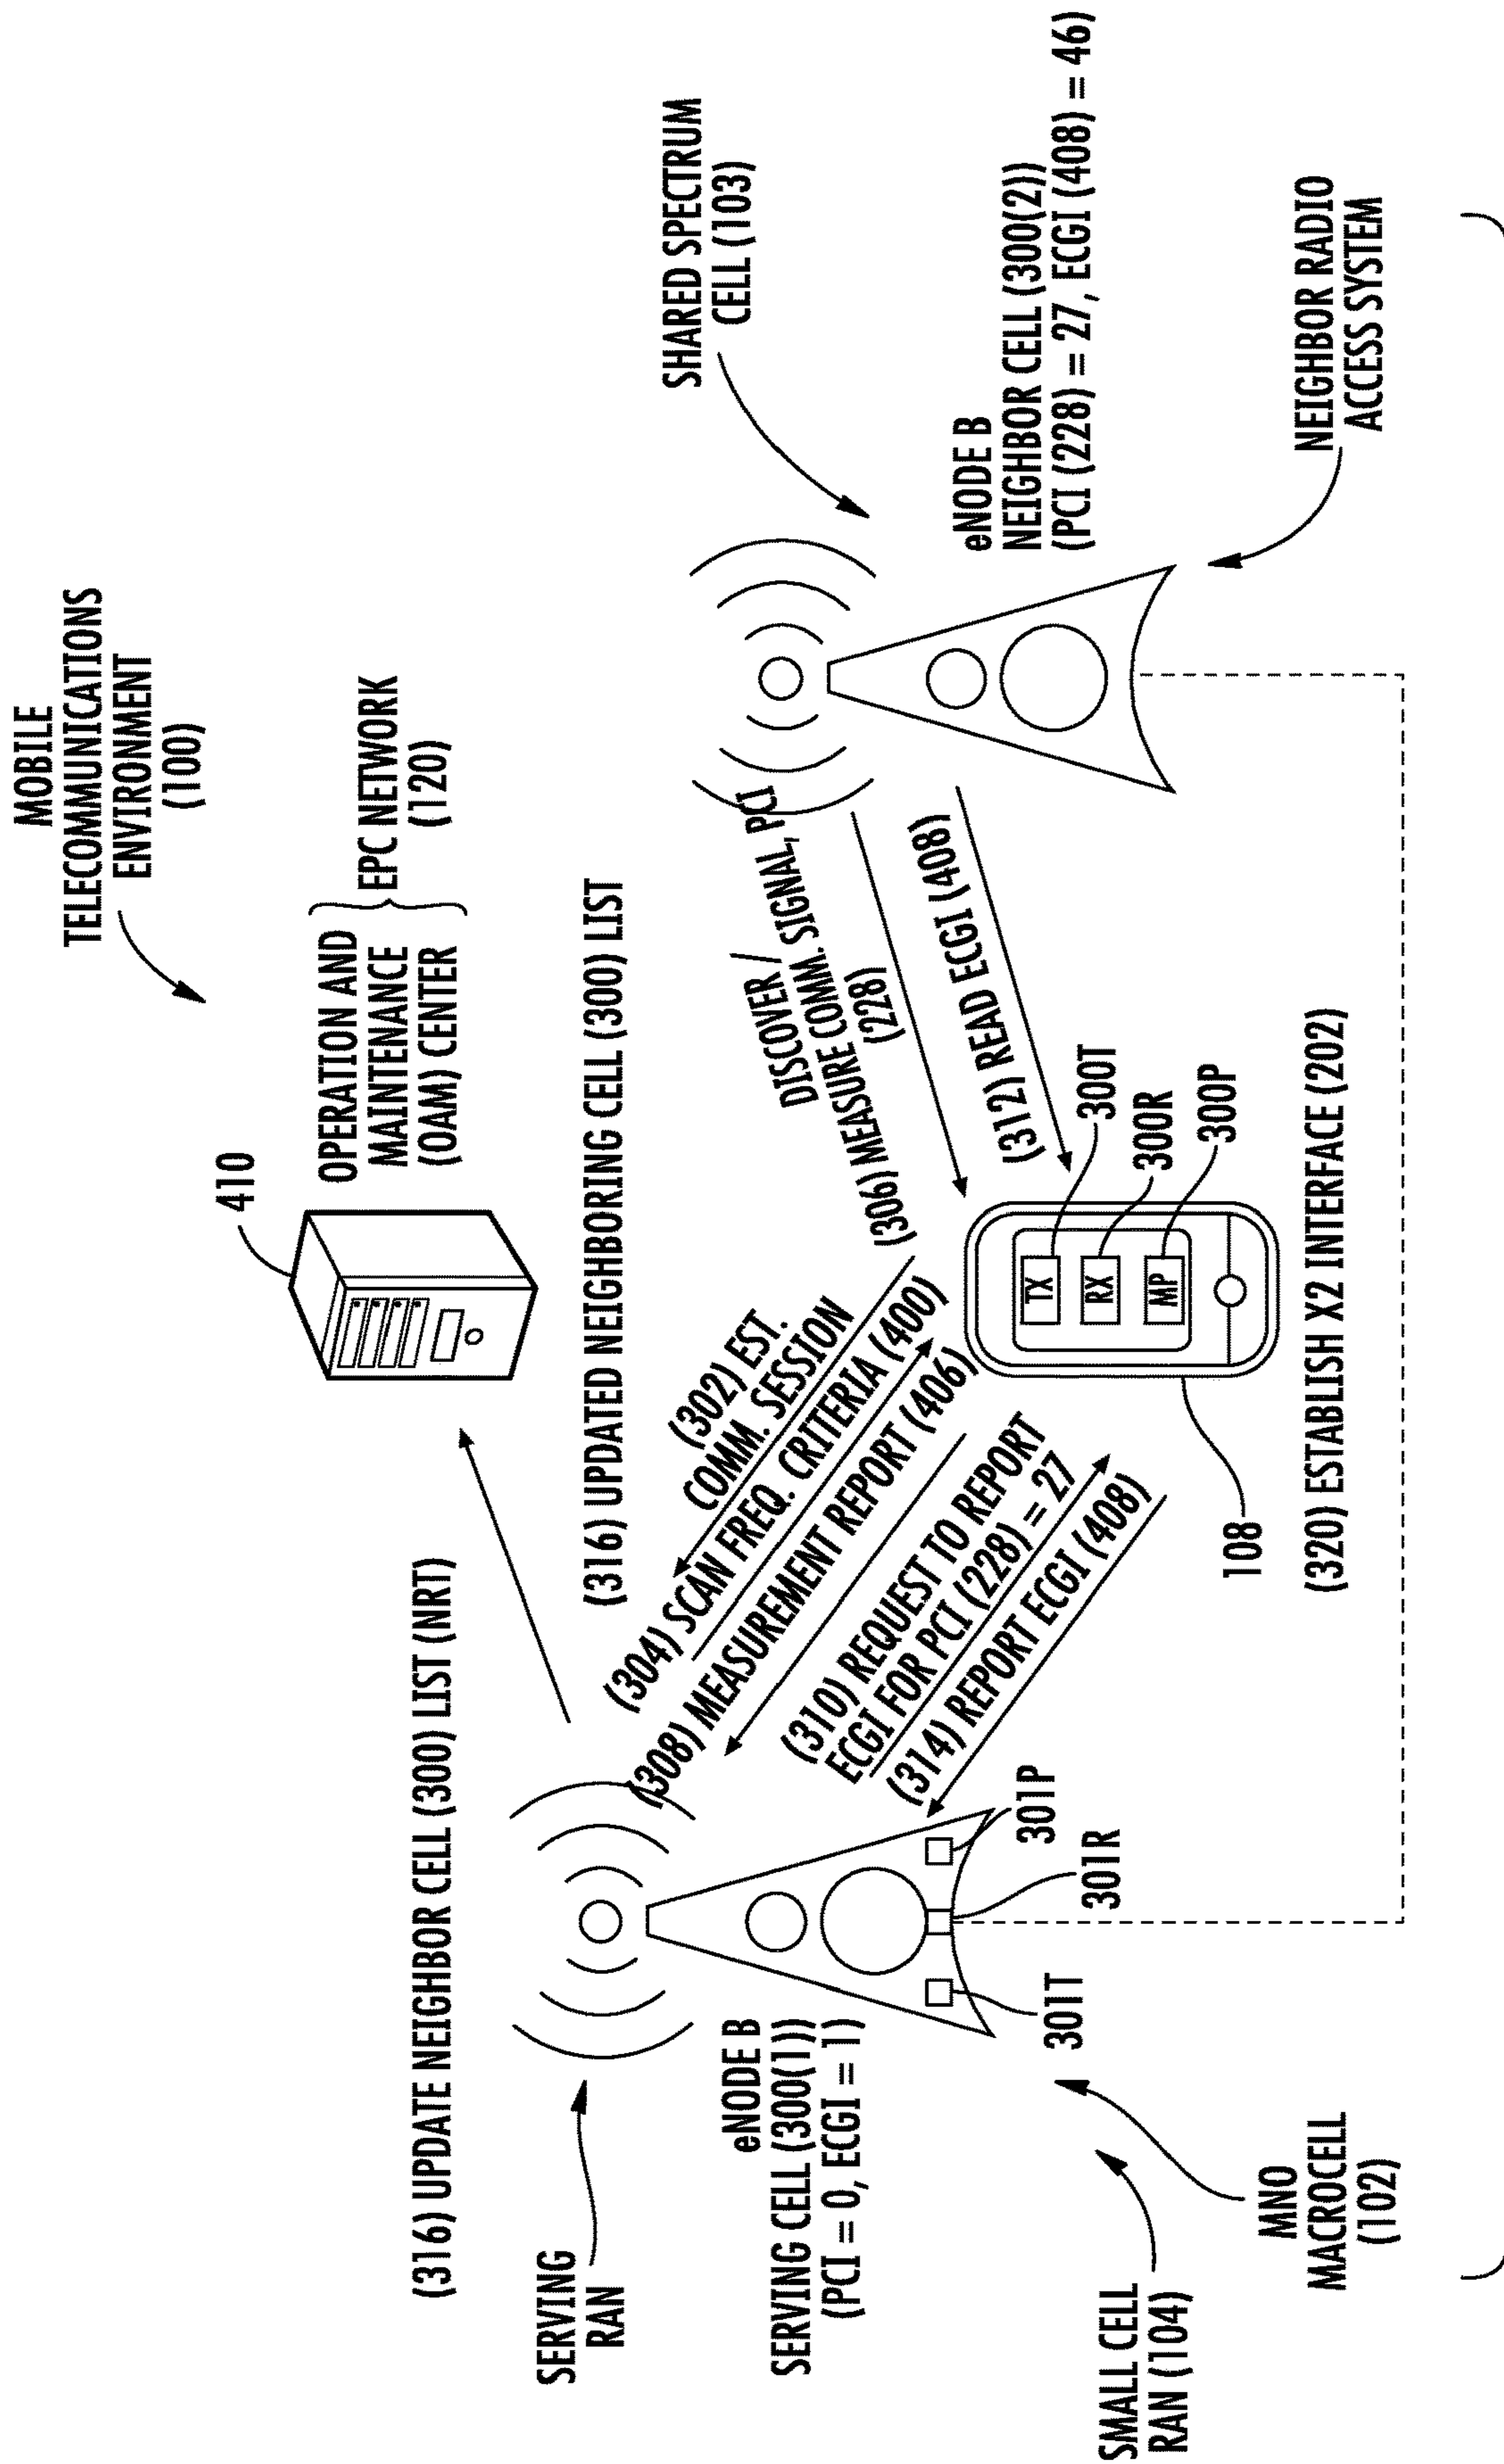 MOBILE
TELECOMMUNICATIONS
ENVIRONMENT
(100)
410
OPERATION AND
MAINTENANCE
(OAM) CENTER
EPC NETWORK
(120)
(316) UPDATE NEIGHBOR CELL (300) LIST (NRT)
(316) UPDATED NEIGHBORING CELL (300) LIST
SERVING
RAN
eNODE B
SERVING CELL (300(1))
(PCI = 0, ECGI = 1)
SMALL CELL
RAN (104)
MNO
MACROCELL
(102)
301T
301R
301P
(302) EST.
COMM. SESSION
(304) SCAN FREQ. CRITERIA (400)
(308) MEASUREMENT REPORT (406)
(310) REQUEST TO REPORT
ECGI FOR PCI (228) = 27
(314) REPORT ECGI (408)
DISCOVER /
(306) MEASURE COMM. SIGNAL, PCI
(228)
(312) READ ECGI (408)
TX
RX
MP
300T
300R
300P
108
SHARED SPECTRUM
CELL (103)
eNODE B
NEIGHBOR CELL (300(2))
(PCI (228) = 27, ECGI (408) = 46
NEIGHBOR RADIO
ACCESS SYSTEM
(320) ESTABLISH X2 INTERFACE (202)